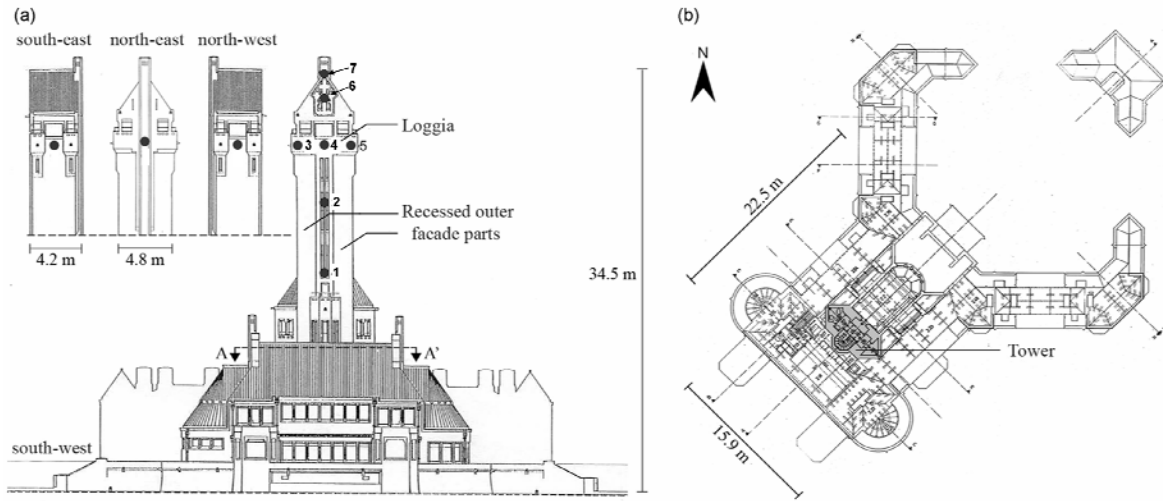 (a)
south-east north-east north-west
7
6
Loggia
3 4 5
2
Recessed outer
facade parts
1
4.2 m 4.8 m
34.5 m
A A'
south-west
(b)
N
22.5 m
Tower
15.9 m